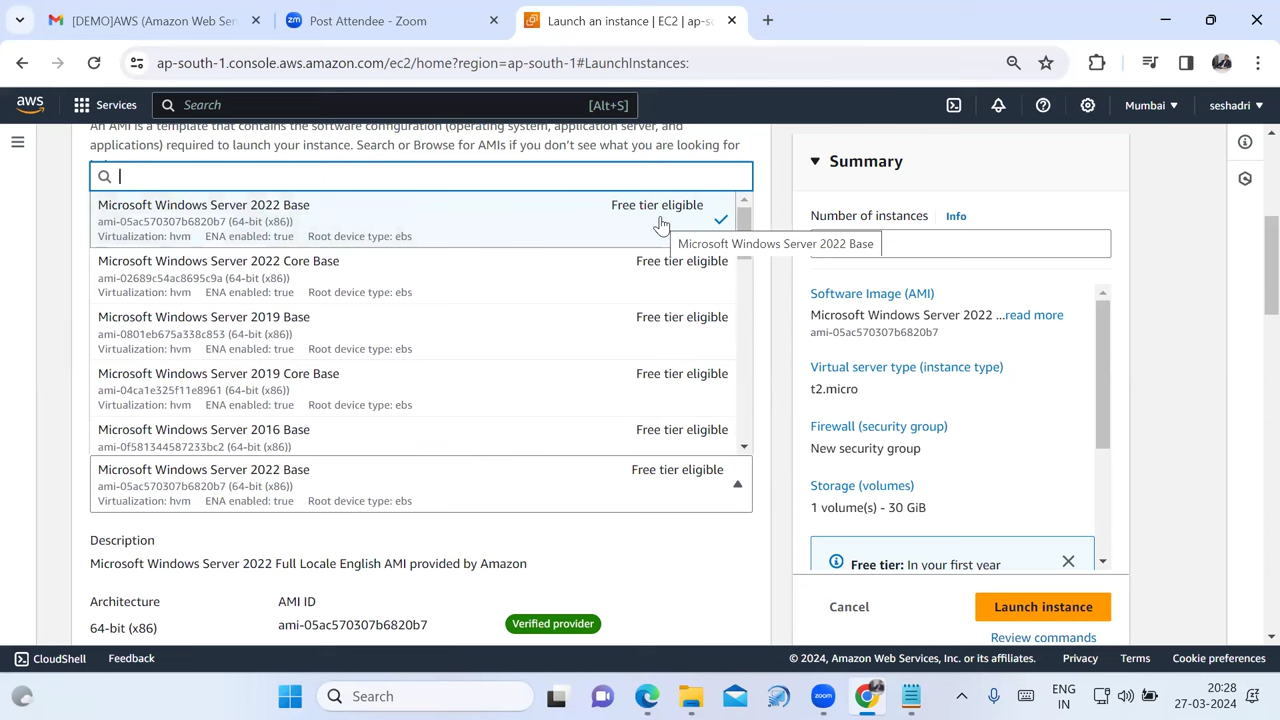 [DEMO]AWS (Amazon Web Ser
zm Post Attendee - Zoom
Launch an instance | EC2 | ap-so
ap-south-1.console.aws.amazon.com/ec2/home?region=ap-south-1#LaunchInstances:
aws Services Search [Alt+S] Mumbai seshadri
An AMI is a template that contains the software configuration (operating system, application server, and
applications) required to launch your instance. Search or Browse for AMIs if you don't see what you are looking for
Microsoft Windows Server 2022 Base Free tier eligible
ami-05ac570307b6820b7 (64-bit (x86))
Virtualization: hvm ENA enabled: true Root device type: ebs
Microsoft Windows Server 2022 Base
Microsoft Windows Server 2022 Core Base Free tier eligible
ami-02689c54ac8695c9a (64-bit (x86))
Virtualization: hvm ENA enabled: true Root device type: ebs
Microsoft Windows Server 2019 Base Free tier eligible
ami-0801eb675a338c853 (64-bit (x86))
Virtualization: hvm ENA enabled: true Root device type: ebs
Microsoft Windows Server 2019 Core Base Free tier eligible
ami-04ca1e325f11e8961 (64-bit (x86))
Virtualization: hvm ENA enabled: true Root device type: ebs
Microsoft Windows Server 2016 Base Free tier eligible
ami-0f581344587233bc2 (64-bit (x86))
Microsoft Windows Server 2022 Base Free tier eligible
ami-05ac570307b6820b7 (64-bit (x86))
Virtualization: hvm ENA enabled: true Root device type: ebs
Description
Microsoft Windows Server 2022 Full Locale English AMI provided by Amazon
Architecture AMI ID
64-bit (x86) ami-05ac570307b6820b7 Verified provider
Summary
Number of instances Info
Software Image (AMI)
Microsoft Windows Server 2022 ...read more
ami-05ac570307b6820b7
Virtual server type (instance type)
t2.micro
Firewall (security group)
New security group
Storage (volumes)
1 volume(s) - 30 GiB
Free tier: In your first year
Cancel Launch instance
Review commands
CloudShell Feedback © 2024, Amazon Web Services, Inc. or its affiliates. Privacy Terms Cookie preferences
Search zoom ENG 20:28
IN 27-03-2024